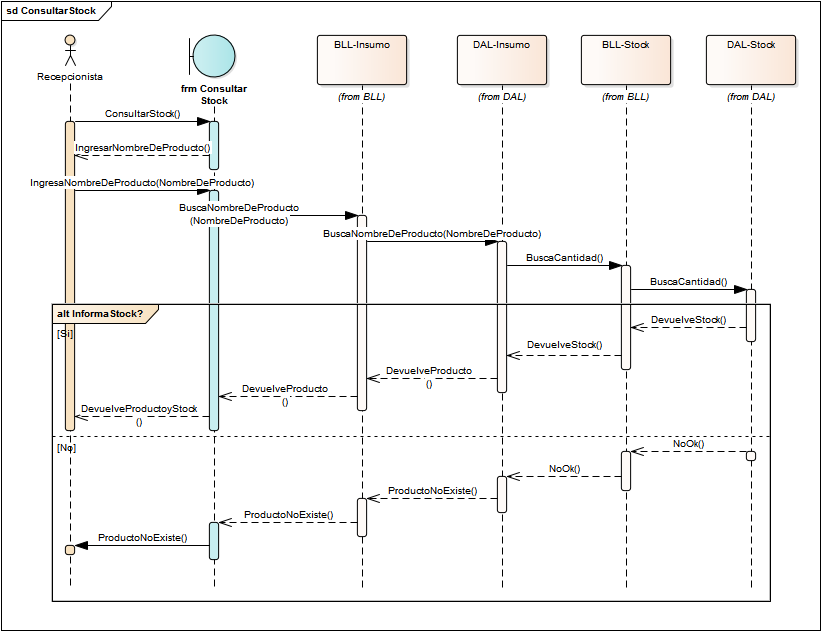 sd ConsultarStock
BLL-Insumo
DAL-Insumo
BLL-Stock
DAL-Stock
Recepcionista
frm Consultar
Stock
(from BLL)
(from DAL)
(from BLL)
(from DAL)
ConsultarStock()
IngresarNombreDeProducto()
IngresaNombreDeProducto(NombreDeProducto)
BuscaNombreDeProducto
(NombreDeProducto)
BuscaNombreDeProducto(NombreDeProducto)
BuscaCantidad()
BuscaCantidad()
alt InformaStock?
[Si]
DevuelveStock()
DevuelveStock()
DevuelveProducto
()
DevuelveProducto
()
DevuelveProductoyStock
()
[No]
NoOk()
NoOk()
ProductoNoExiste()
ProductoNoExiste()
ProductoNoExiste()